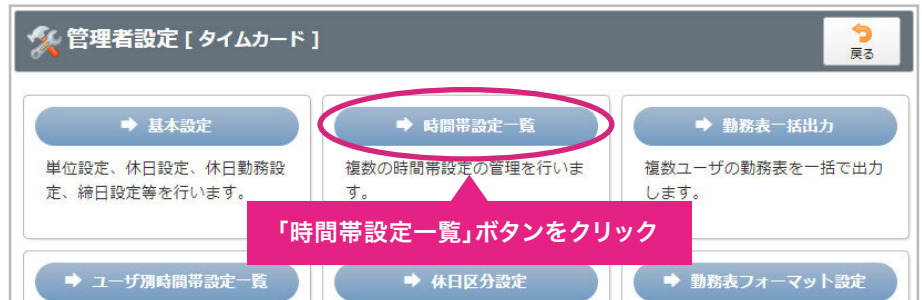 管理者設定 [ タイムカード ]
戻る
基本設定
単位設定、休日設定、休日勤務設
定、締日設定等を行います。
時間帯設定一覧
複数の時間帯設定の管理を行いま
す。
勤務表一括出力
複数ユーザの勤務表を一括で出力
します。
「時間帯設定一覧」ボタンをクリック
ユーザ別時間帯設定一覧
休日区分設定
勤務表フォーマット設定